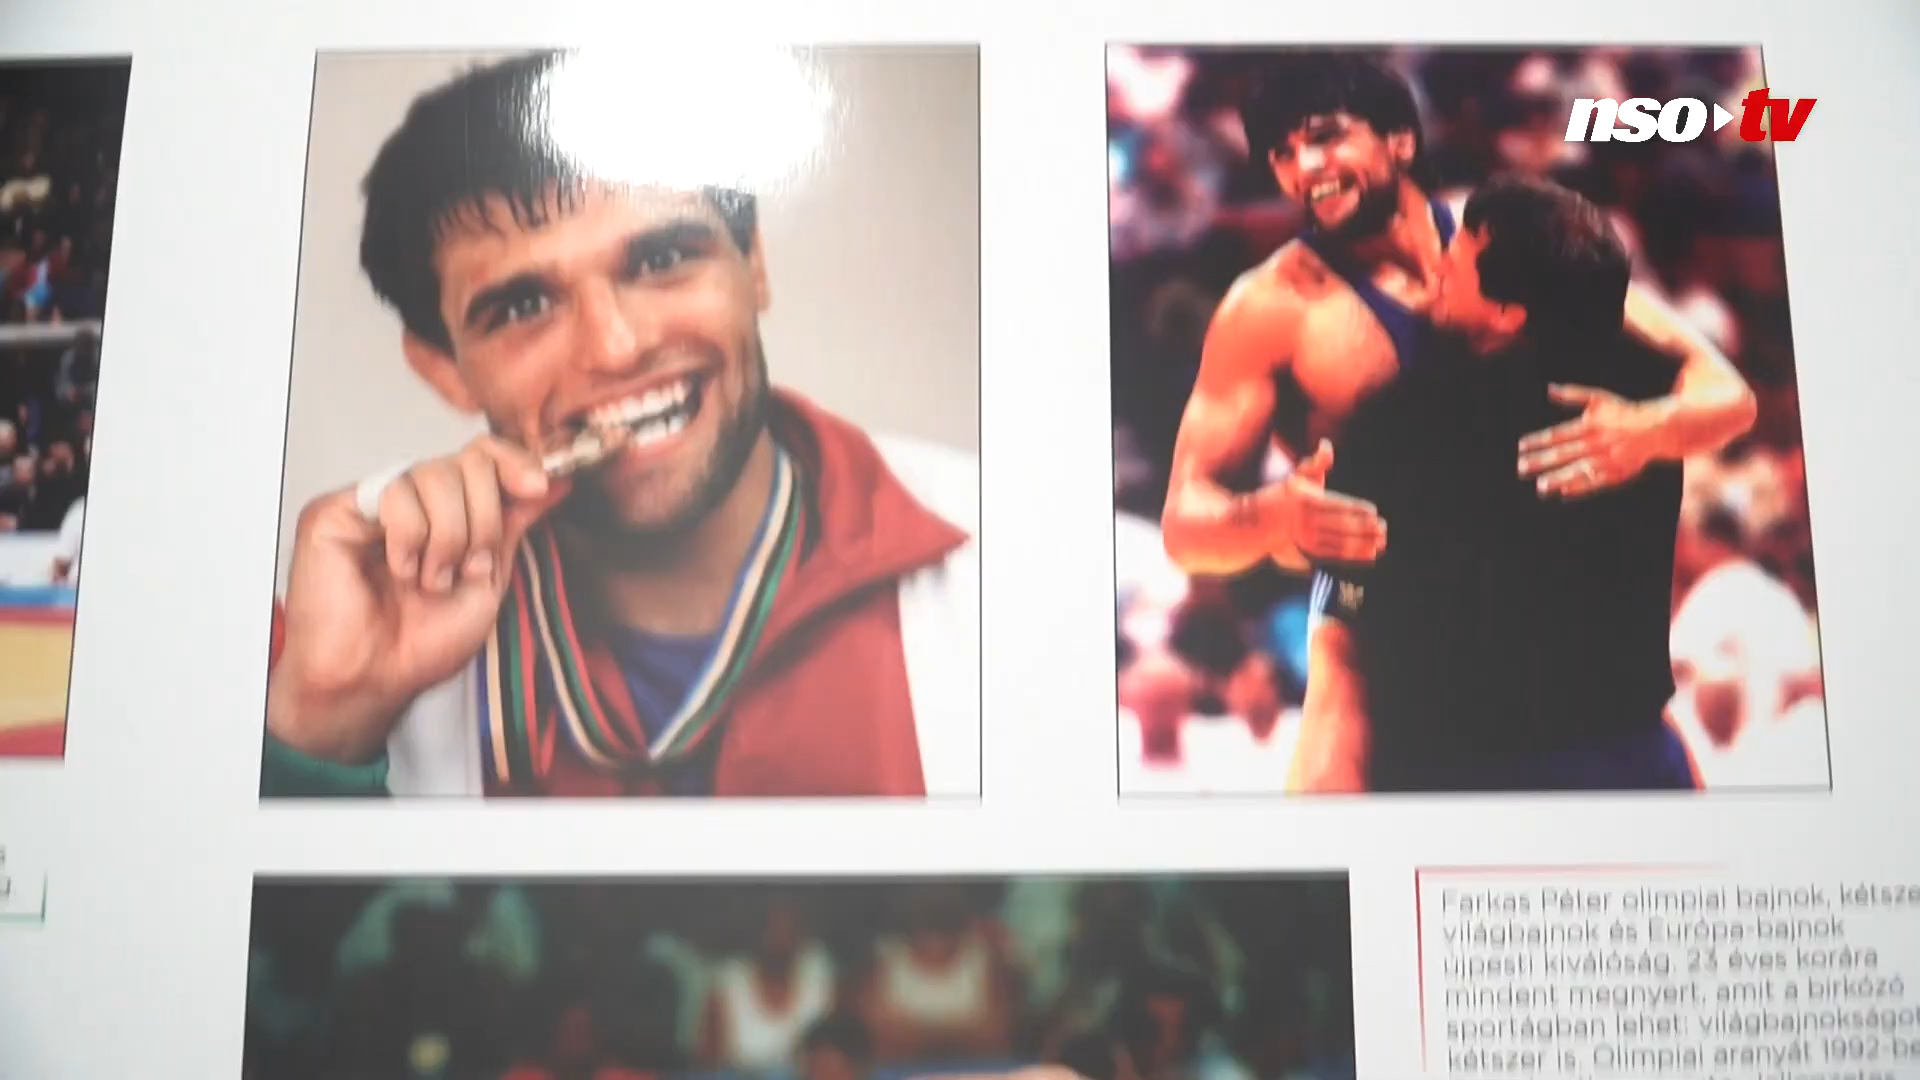 nso tv
Farkas Péter olimpiai bajnok,
világbajnok és Európa-bajnok
újpesti kiválóság. 23 éves korára
mindent megnyert, amit a birkózó
sportágban lehet: világbajnokságot
kétszer is. Olimpiai aranyát 1992-be